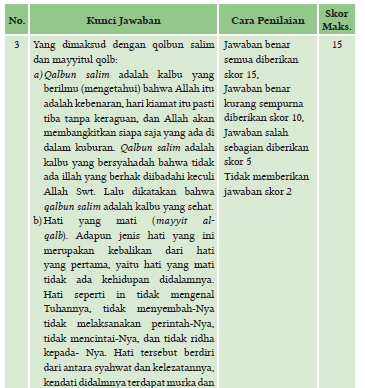 No.
Kunci Jawaban
Cara Penilaian
Skor
Maks.
3
Yang dimaksud dengan qolbun salim
dan mayyitul qolb:
a) Qalbun salim adalah kalbu yang
berilmu (mengetahui) bahwa Allah itu
adalah kebenaran, hari kiamat itu pasti
tiba tanpa keraguan, dan Allah akan
membangkitkan siapa saja yang ada di
dalam kuburan. Qolbun salim adalah
kalbu yang bersyahadah bahwa tidak
ada illah yang berhak diibadahi keculi
Allah Swt. Lalu dikatakan bahwa
qalbun salim adalah kalbu yang sehat.
b) Hati yang mati (mayyit al-
qalb). Adapun jenis hati yang ini
merupakan kebalikan dari hati
yang pertama, yaitu hati yang mati
tidak ada kehidupan didalamnya.
Hati seperti in tidak mengenal
Tuhannya, tidak menyembah-Nya
tidak melaksanakan perintah-Nya,
tidak mencintai-Nya, dan tidak ridha
kepada- Nya. Hati tersebut berdiri
dari antara syahwat dan kelezatannya,
kendati didalmnya terdapat murka dan
Jawaban benar
semua diberikan
skor 15,
Jawaban benar
kurang sempurna
diberikan skor 10,
Jawaban salah
sebagian diberikan
skor 5
Tidak memberikan
jawaban skor 2
15